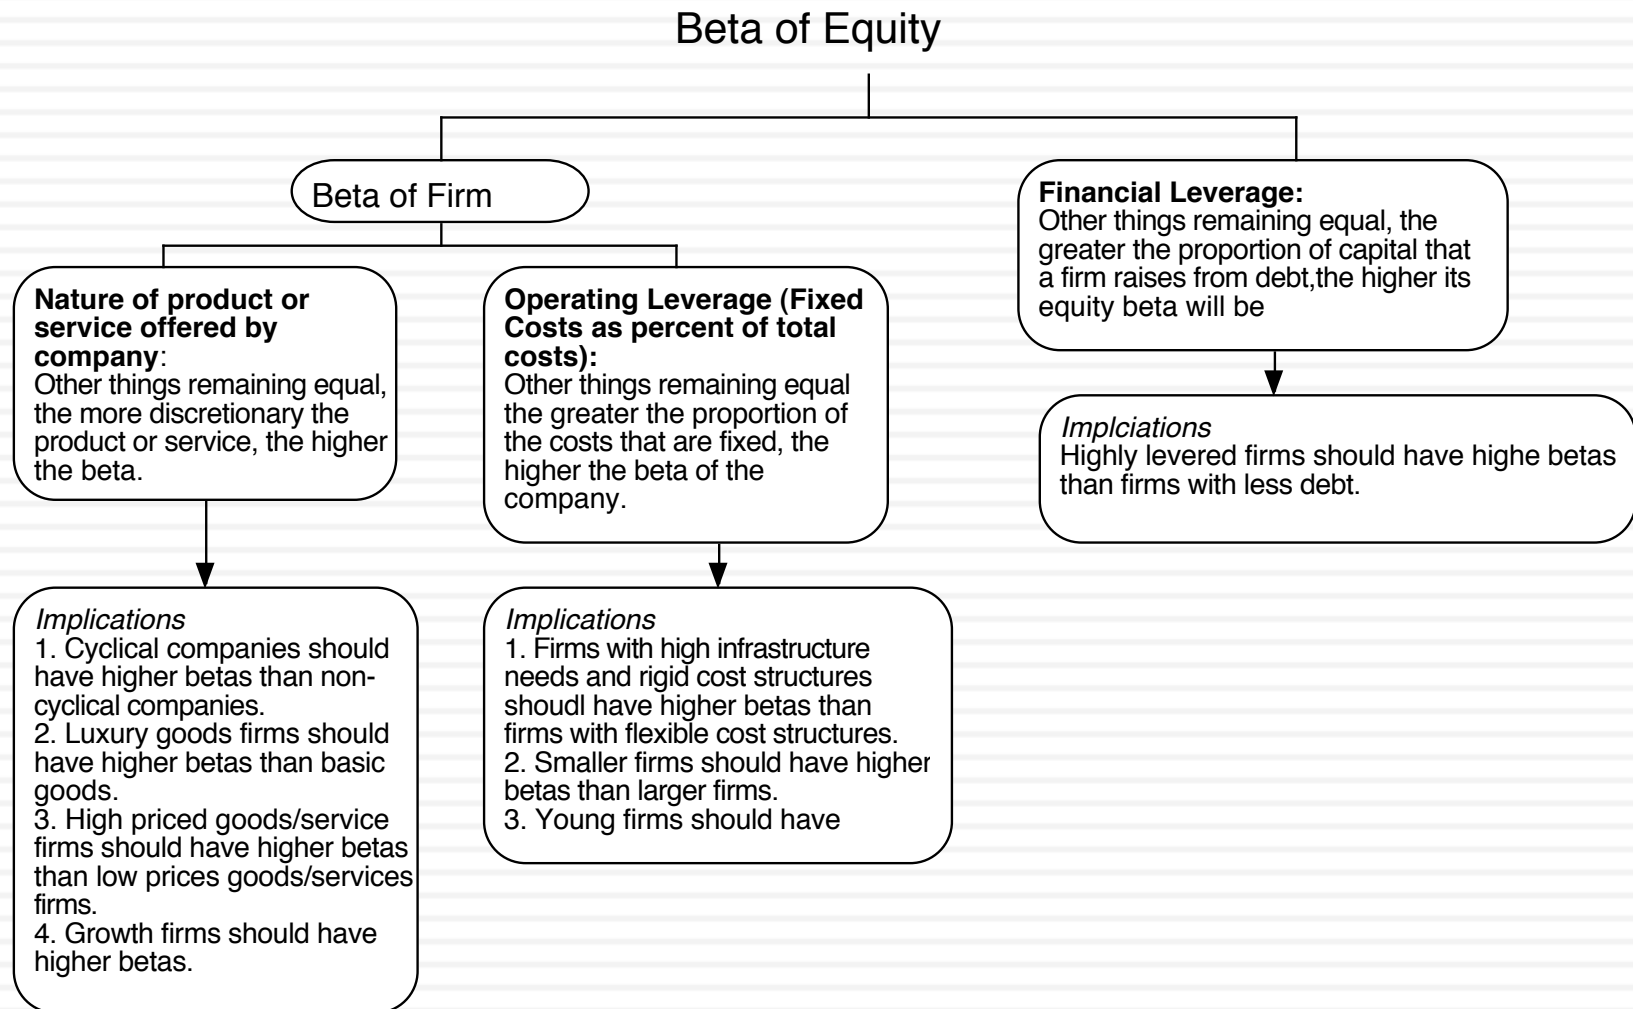 Beta of Equity
Beta of Firm
Financial Leverage:
Other things remaining equal, the
greater the proportion of capital that
a firm raises from debt,the higher its
equity beta will be
Nature of product or
service offered by
company:
Other things remaining equal,
the more discretionary the
product or service, the higher
the beta.
Operating Leverage (Fixed
Costs as percent of total
costs):
Other things remaining equal
the greater the proportion of
the costs that are fixed, the
higher the beta of the
company.
Implciations
Highly levered firms should have highe betas
than firms with less debt.
Implications
1. Cyclical companies should
have higher betas than non-
cyclical companies.
2. Luxury goods firms should
have higher betas than basic
goods.
3. High priced goods/service
firms should have higher betas
than low prices goods/services
firms.
4. Growth firms should have
higher betas.
Implications
1. Firms with high infrastructure
needs and rigid cost structures
shoudl have higher betas than
firms with flexible cost structures.
2. Smaller firms should have higher
betas than larger firms.
3. Young firms should have